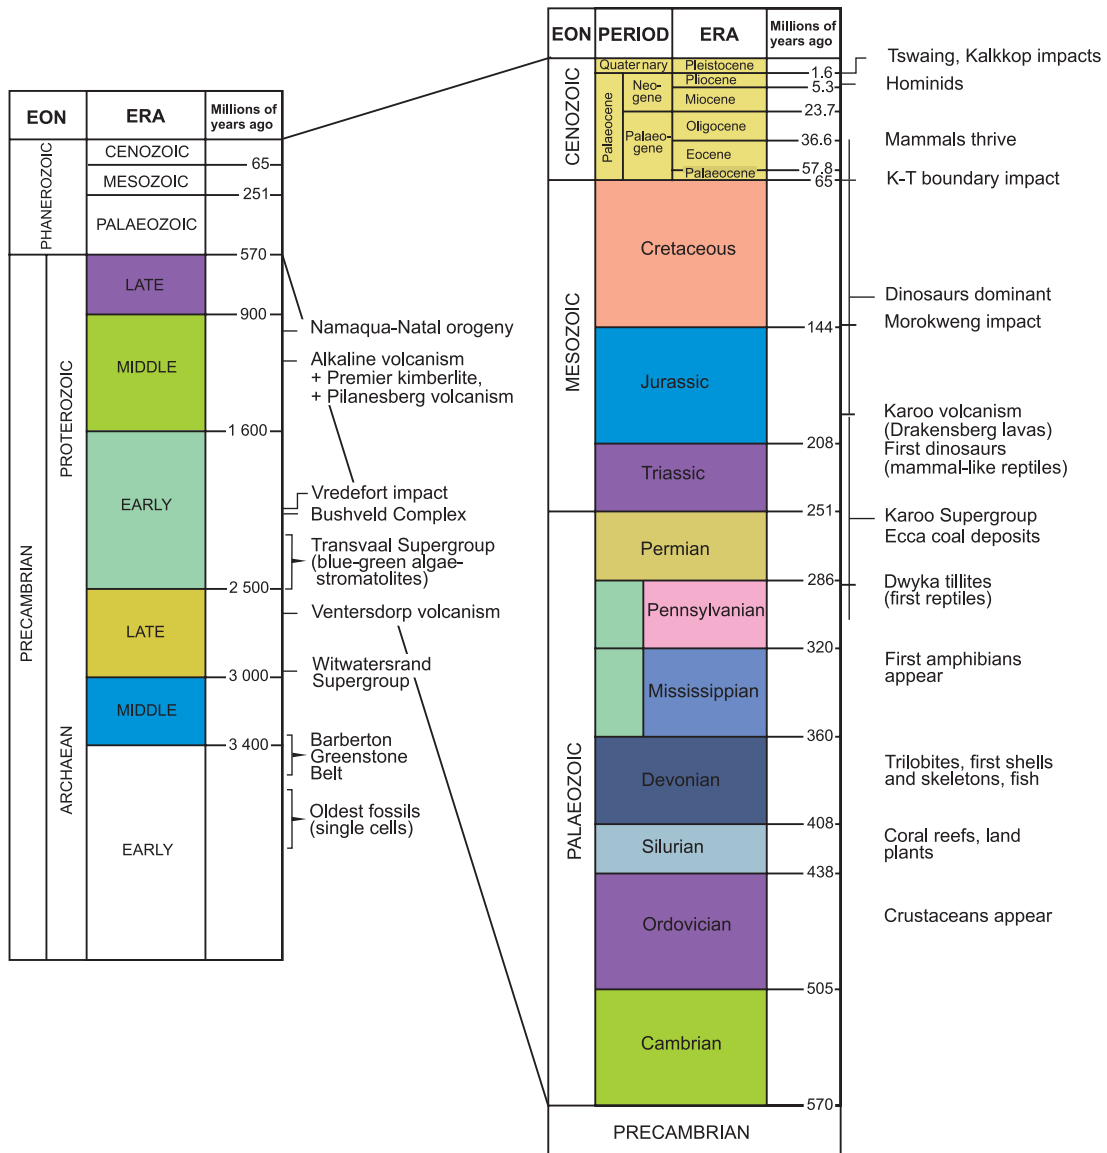 EON
ERA
Millions of
years ago
PHANEROZOIC
CENOZOIC
65
MESOZOIC
251
PALAEOZOIC
570
PRECAMBRIAN
PROTEROZOIC
LATE
900
MIDDLE
1 600
EARLY
2 500
ARCHAEAN
LATE
3 000
MIDDLE
3 400
EARLY
Namaqua-Natal orogeny
Alkaline volcanism
+ Premier kimberlite,
+ Pilanesberg volcanism
Vredefort impact
Bushveld Complex
Transvaal Supergroup
(blue-green algae-
stromatolites)
Ventersdorp volcanism
Witwatersrand
Supergroup
Barberton
Greenstone
Belt
Oldest fossils
(single cells)
EON
PERIOD
ERA
Millions of
years ago
CENOZOIC
Quaternary
Pleistocene
1.6
Palaeocene
Neo-
gene
Pliocene
5.3
Miocene
23.7
Palaeo-
gene
Oligocene
36.6
Eocene
57.8
Palaeocene
65
MESOZOIC
Cretaceous
144
Jurassic
208
Triassic
251
PALAEOZOIC
Permian
286
Pennsylvanian
320
Mississippian
360
Devonian
408
Silurian
438
Ordovician
505
Cambrian
570
PRECAMBRIAN
Tswaing, Kalkkop impacts
Hominids
Mammals thrive
K-T boundary impact
Dinosaurs dominant
Morokweng impact
Karoo volcanism
(Drakensberg lavas)
First dinosaurs
(mammal-like reptiles)
Karoo Supergroup
Ecca coal deposits
Dwyka tillites
(first reptiles)
First amphibians
appear
Trilobites, first shells
and skeletons, fish
Coral reefs, land
plants
Crustaceans appear